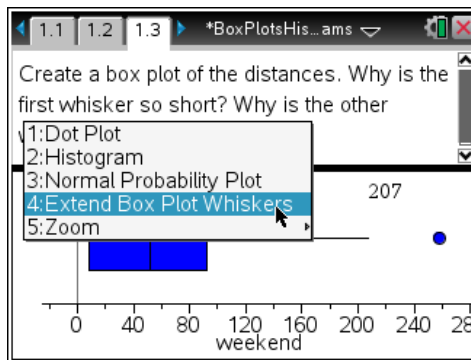 1.1 1.2 1.3 *BoxPlotsHis…ams
Create a box plot of the distances. Why is the
first whisker so short? Why is the other
1:Dot Plot
2:Histogram
3:Normal Probability Plot
4:Extend Box Plot Whiskers
5:Zoom
207
0 40 80 120 160 200 240 280
weekend